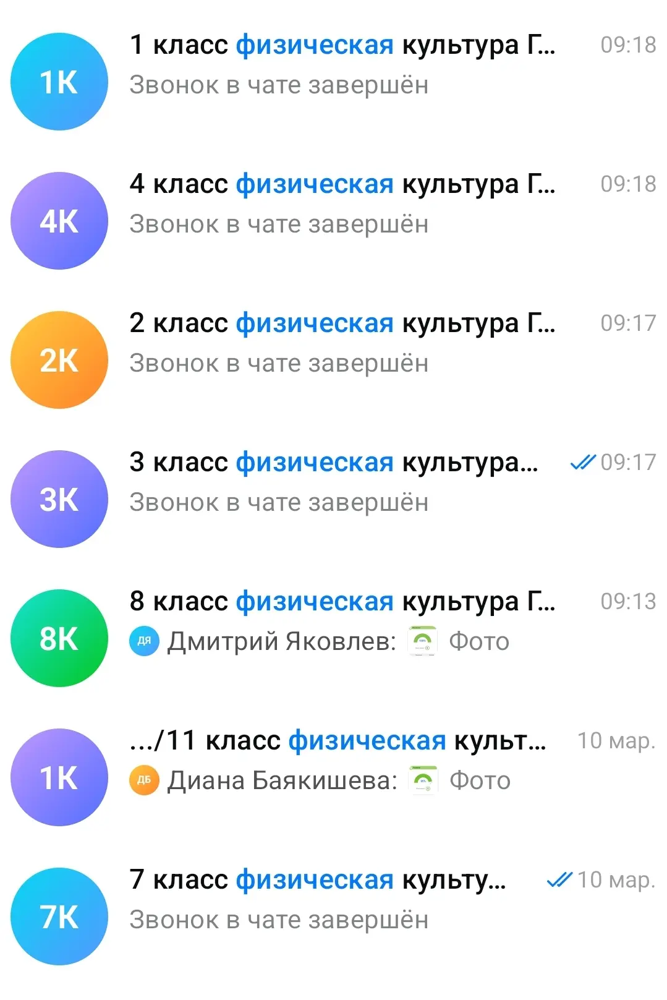 1К
1 класс физическая культура Г...
09:18
Звонок в чате завершён
4К
4 класс физическая культура Г...
09:18
Звонок в чате завершён
2К
2 класс физическая культура Г...
09:17
Звонок в чате завершён
3К
3 класс физическая культура...
09:17
Звонок в чате завершён
8К
8 класс физическая культура Г...
09:13
ДЯ Дмитрий Яковлев: Фото
1К
.../11 класс физическая культ...
10 мар.
ДБ Диана Баякишева: Фото
7К
7 класс физическая культу...
10 мар.
Звонок в чате завершён